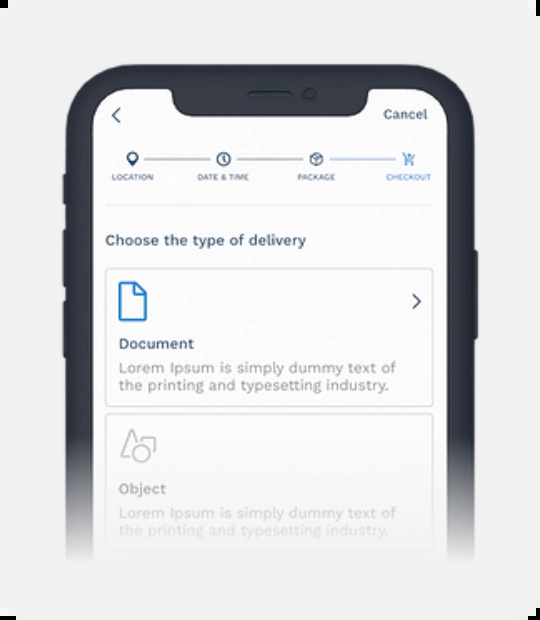 Cancel
LOCATION DATE & TIME PACKAGE CHECKOUT
Choose the type of delivery
Document
Lorem Ipsum is simply dummy text of
the printing and typesetting industry.
Object
Lorem Ipsum is simply dummy text of
the printing and typesetting industry.